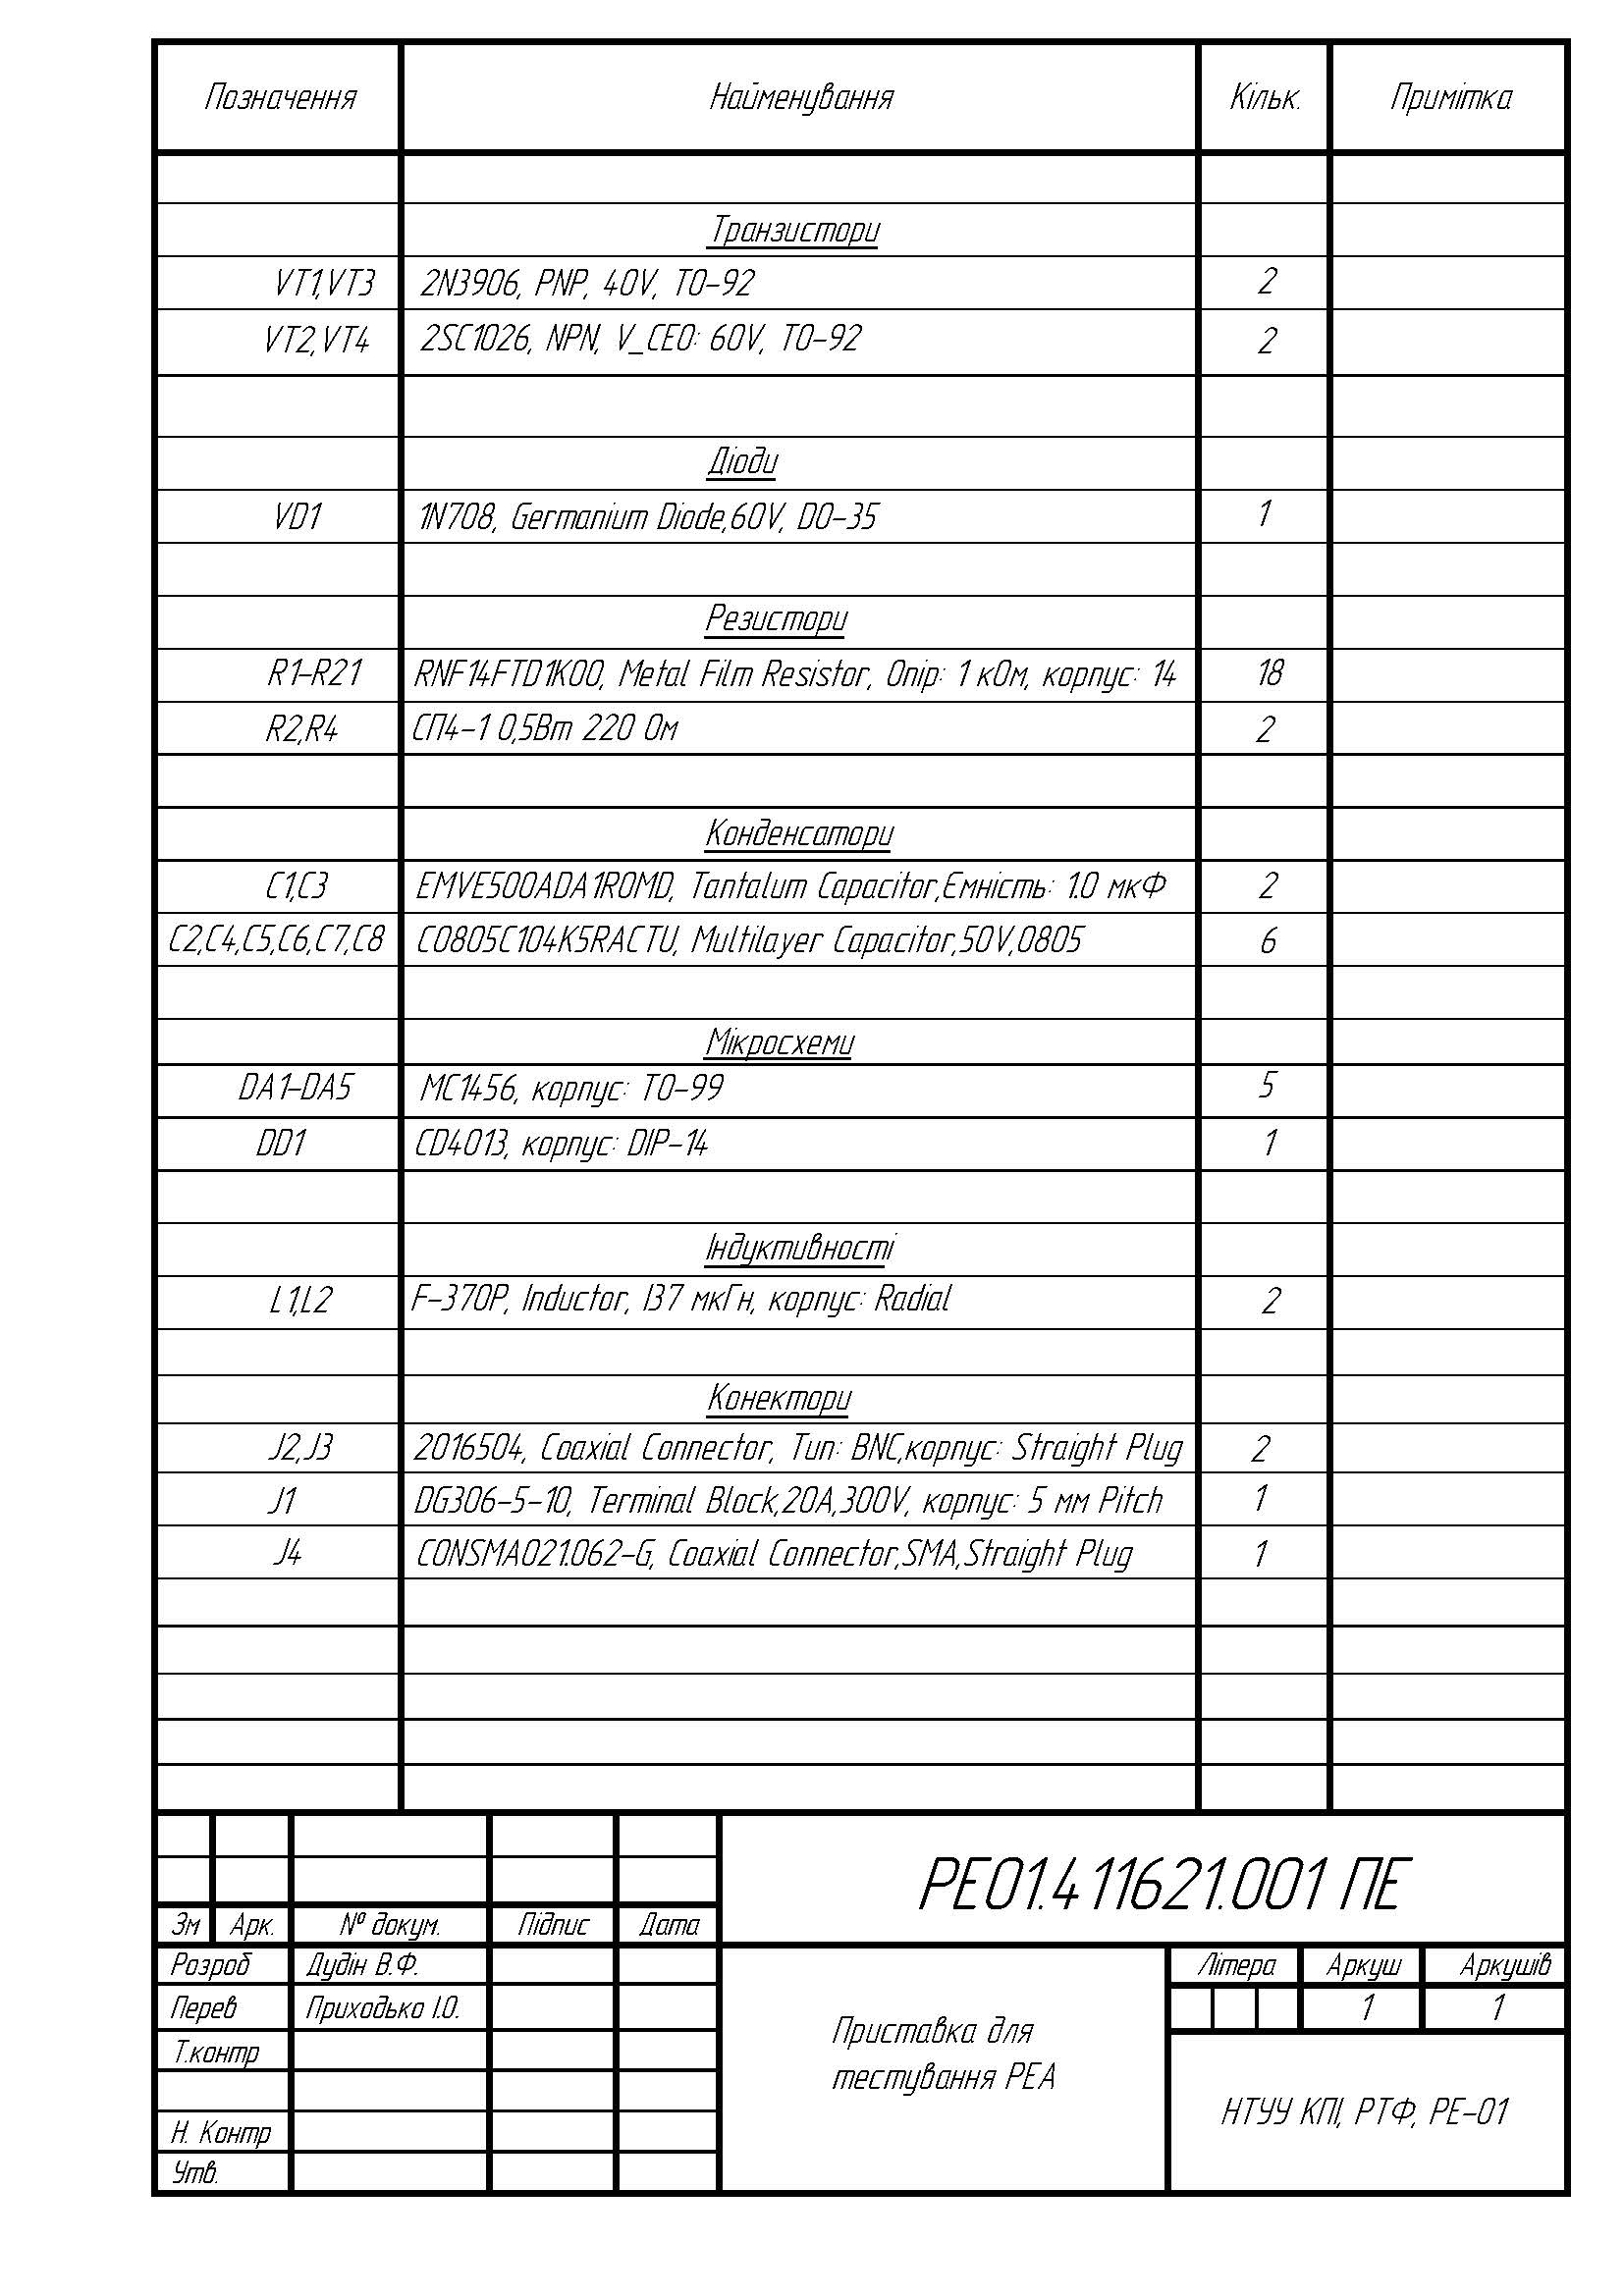 Позначення Найменування Кільк. Примітка
Транзистори
VT1,VT3 2N3906, PNP, 40V, TO-92 2
VT2,VT4 2SC1026, NPN, V_CEO: 60V, TO-92 2
Діоди
VD1 1N708, Germanium Diode,60V, DO-35 1
Резистори
R1-R21 RNF14FTD1K00, Metal Film Resistor, Опір: 1 кОм, корпус: 14 18
R2,R4 СП4-1 0,5Вт 220 Ом 2
Конденсатори
C1,C3 EMVE500ADA1R0MD, Tantalum Capacitor,Емність: 1.0 мкФ 2
C2,C4,C5,C6,C7,C8 C0805C104K5RACTU, Multilayer Capacitor,50V,0805 6
Мікросхеми
DA1-DA5 MC1456, корпус: TO-99 5
DD1 CD4013, корпус: DIP-14 1
Індуктивності
L1,L2 F-370P, Inductor, I37 мкГн, корпус: Radial 2
Конектори
J2,J3 2016504, Coaxial Connector, Тип: BNC,корпус: Straight Plug 2
J1 DG306-5-10, Terminal Block,20A,300V, корпус: 5 мм Pitch 1
J4 CONSMA021.062-G, Coaxial Connector,SMA,Straight Plug 1
РЕ01.411621.001 ПЕ
Зм Арк. № докум. Підпис Дата
Розроб Дудін В.Ф.
Перев Приходько І.О.
Т.контр
Н. Контр
Утв.
Приставка для
тестування РЕА
Літера Аркуш Аркушів
1 1
НТУУ КПІ, РТФ, РЕ-01